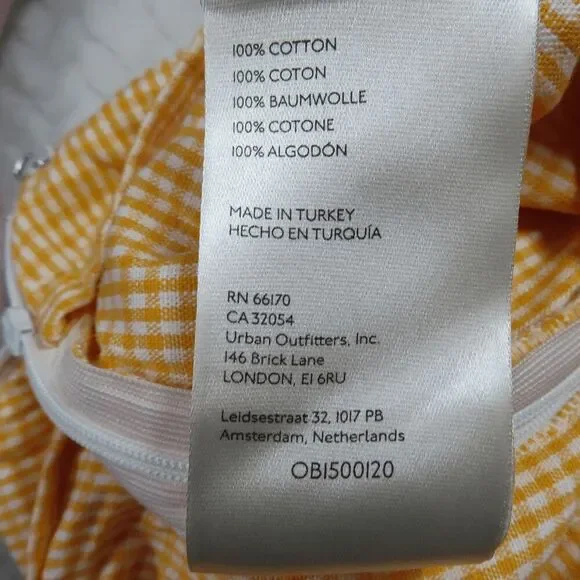 100% COTTON
100% COTON
100% BAUMWOLLE
100% COTONE
100% ALGODÓN
MADE IN TURKEY
HECHO EN TURQUÍA
RN 66170
CA 32054
Urban Outfitters, Inc.
146 Brick Lane
LONDON, E1 6RU
Leidsestraat 32, 1017 PB
Amsterdam, Netherlands
OB1500120